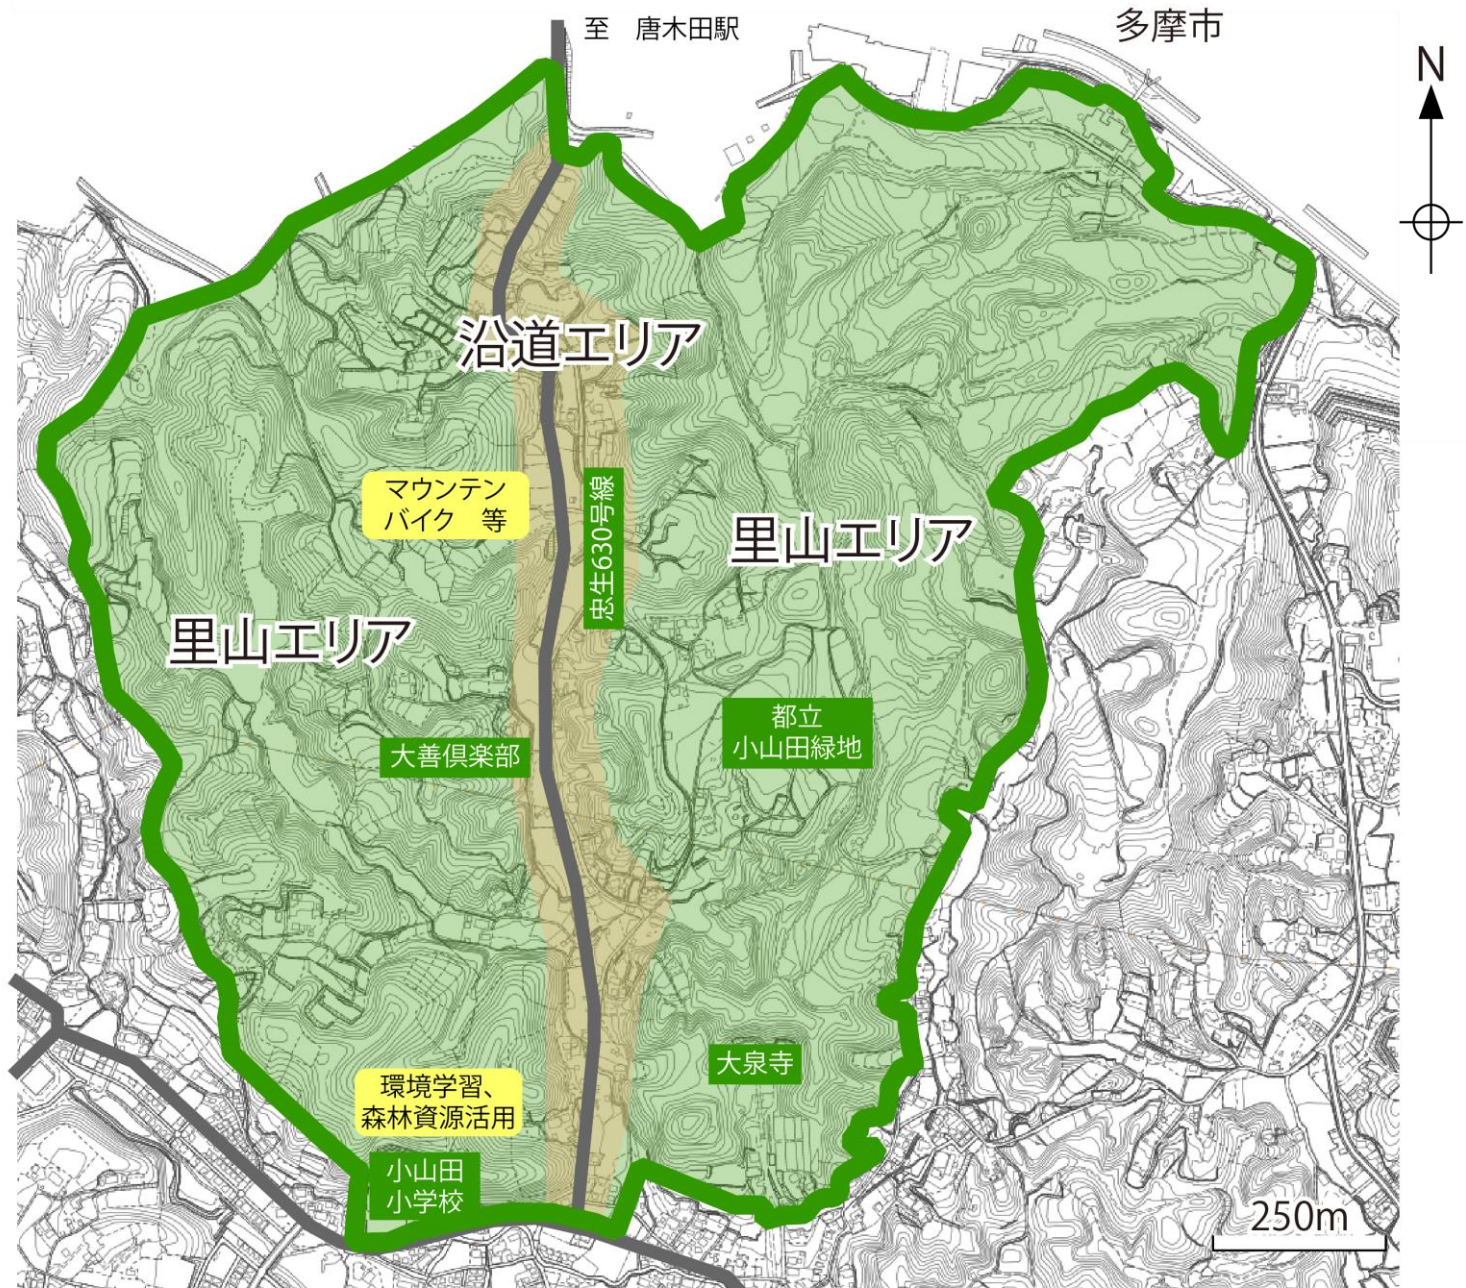 至　唐木田駅
多摩市
N
沿道エリア
マウンテン
バイク　等
忠生630号線
里山エリア
里山エリア
都立
小山田緑地
大善倶楽部
大泉寺
環境学習、
森林資源活用
小山田
小学校
250m